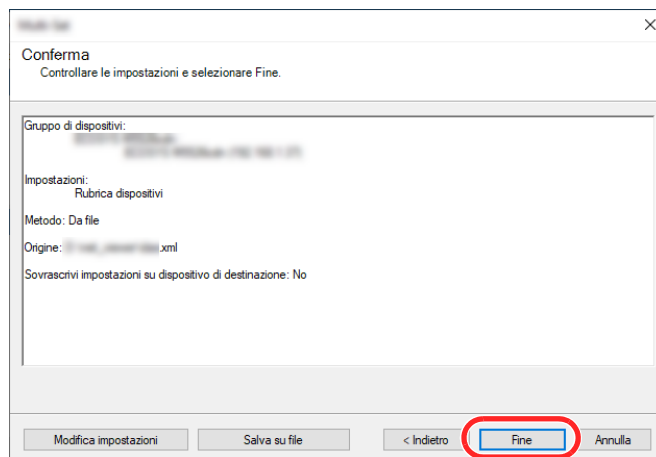 Conferma
Controllare le impostazioni e selezionare Fine.
Gruppo di dispositivi:
Impostazioni:
Rubrica dispositivi
Metodo: Da file
Origine: .xml
Sovrascrivi impostazioni su dispositivo di destinazione: No
Modifica impostazioni
Salva su file
< Indietro
Fine
Annulla